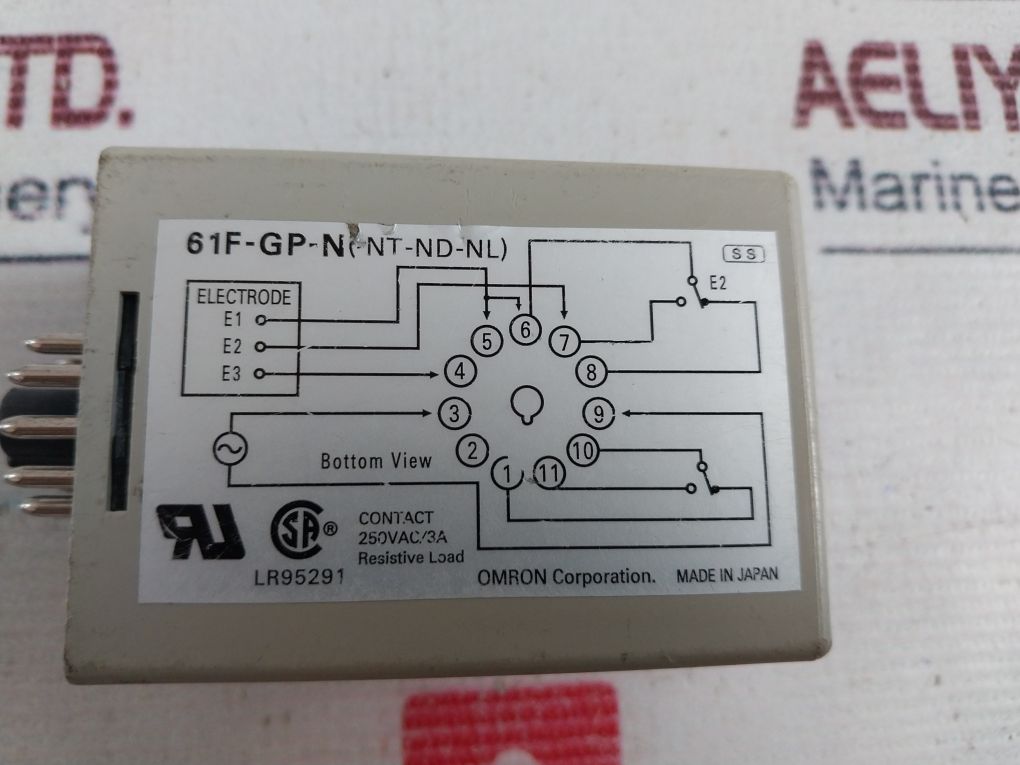 TD.
AELIY
Marine
61F-GP-N(-NT-ND-NL)
SS
ELECTRODE
E1
E2
E3
E2
5
6
7
4
8
3
9
2
10
1
11
Bottom View
SA ®
LR95291
CONTACT
250VAC/3A
Resistive Load
OMRON Corporation. MADE IN JAPAN